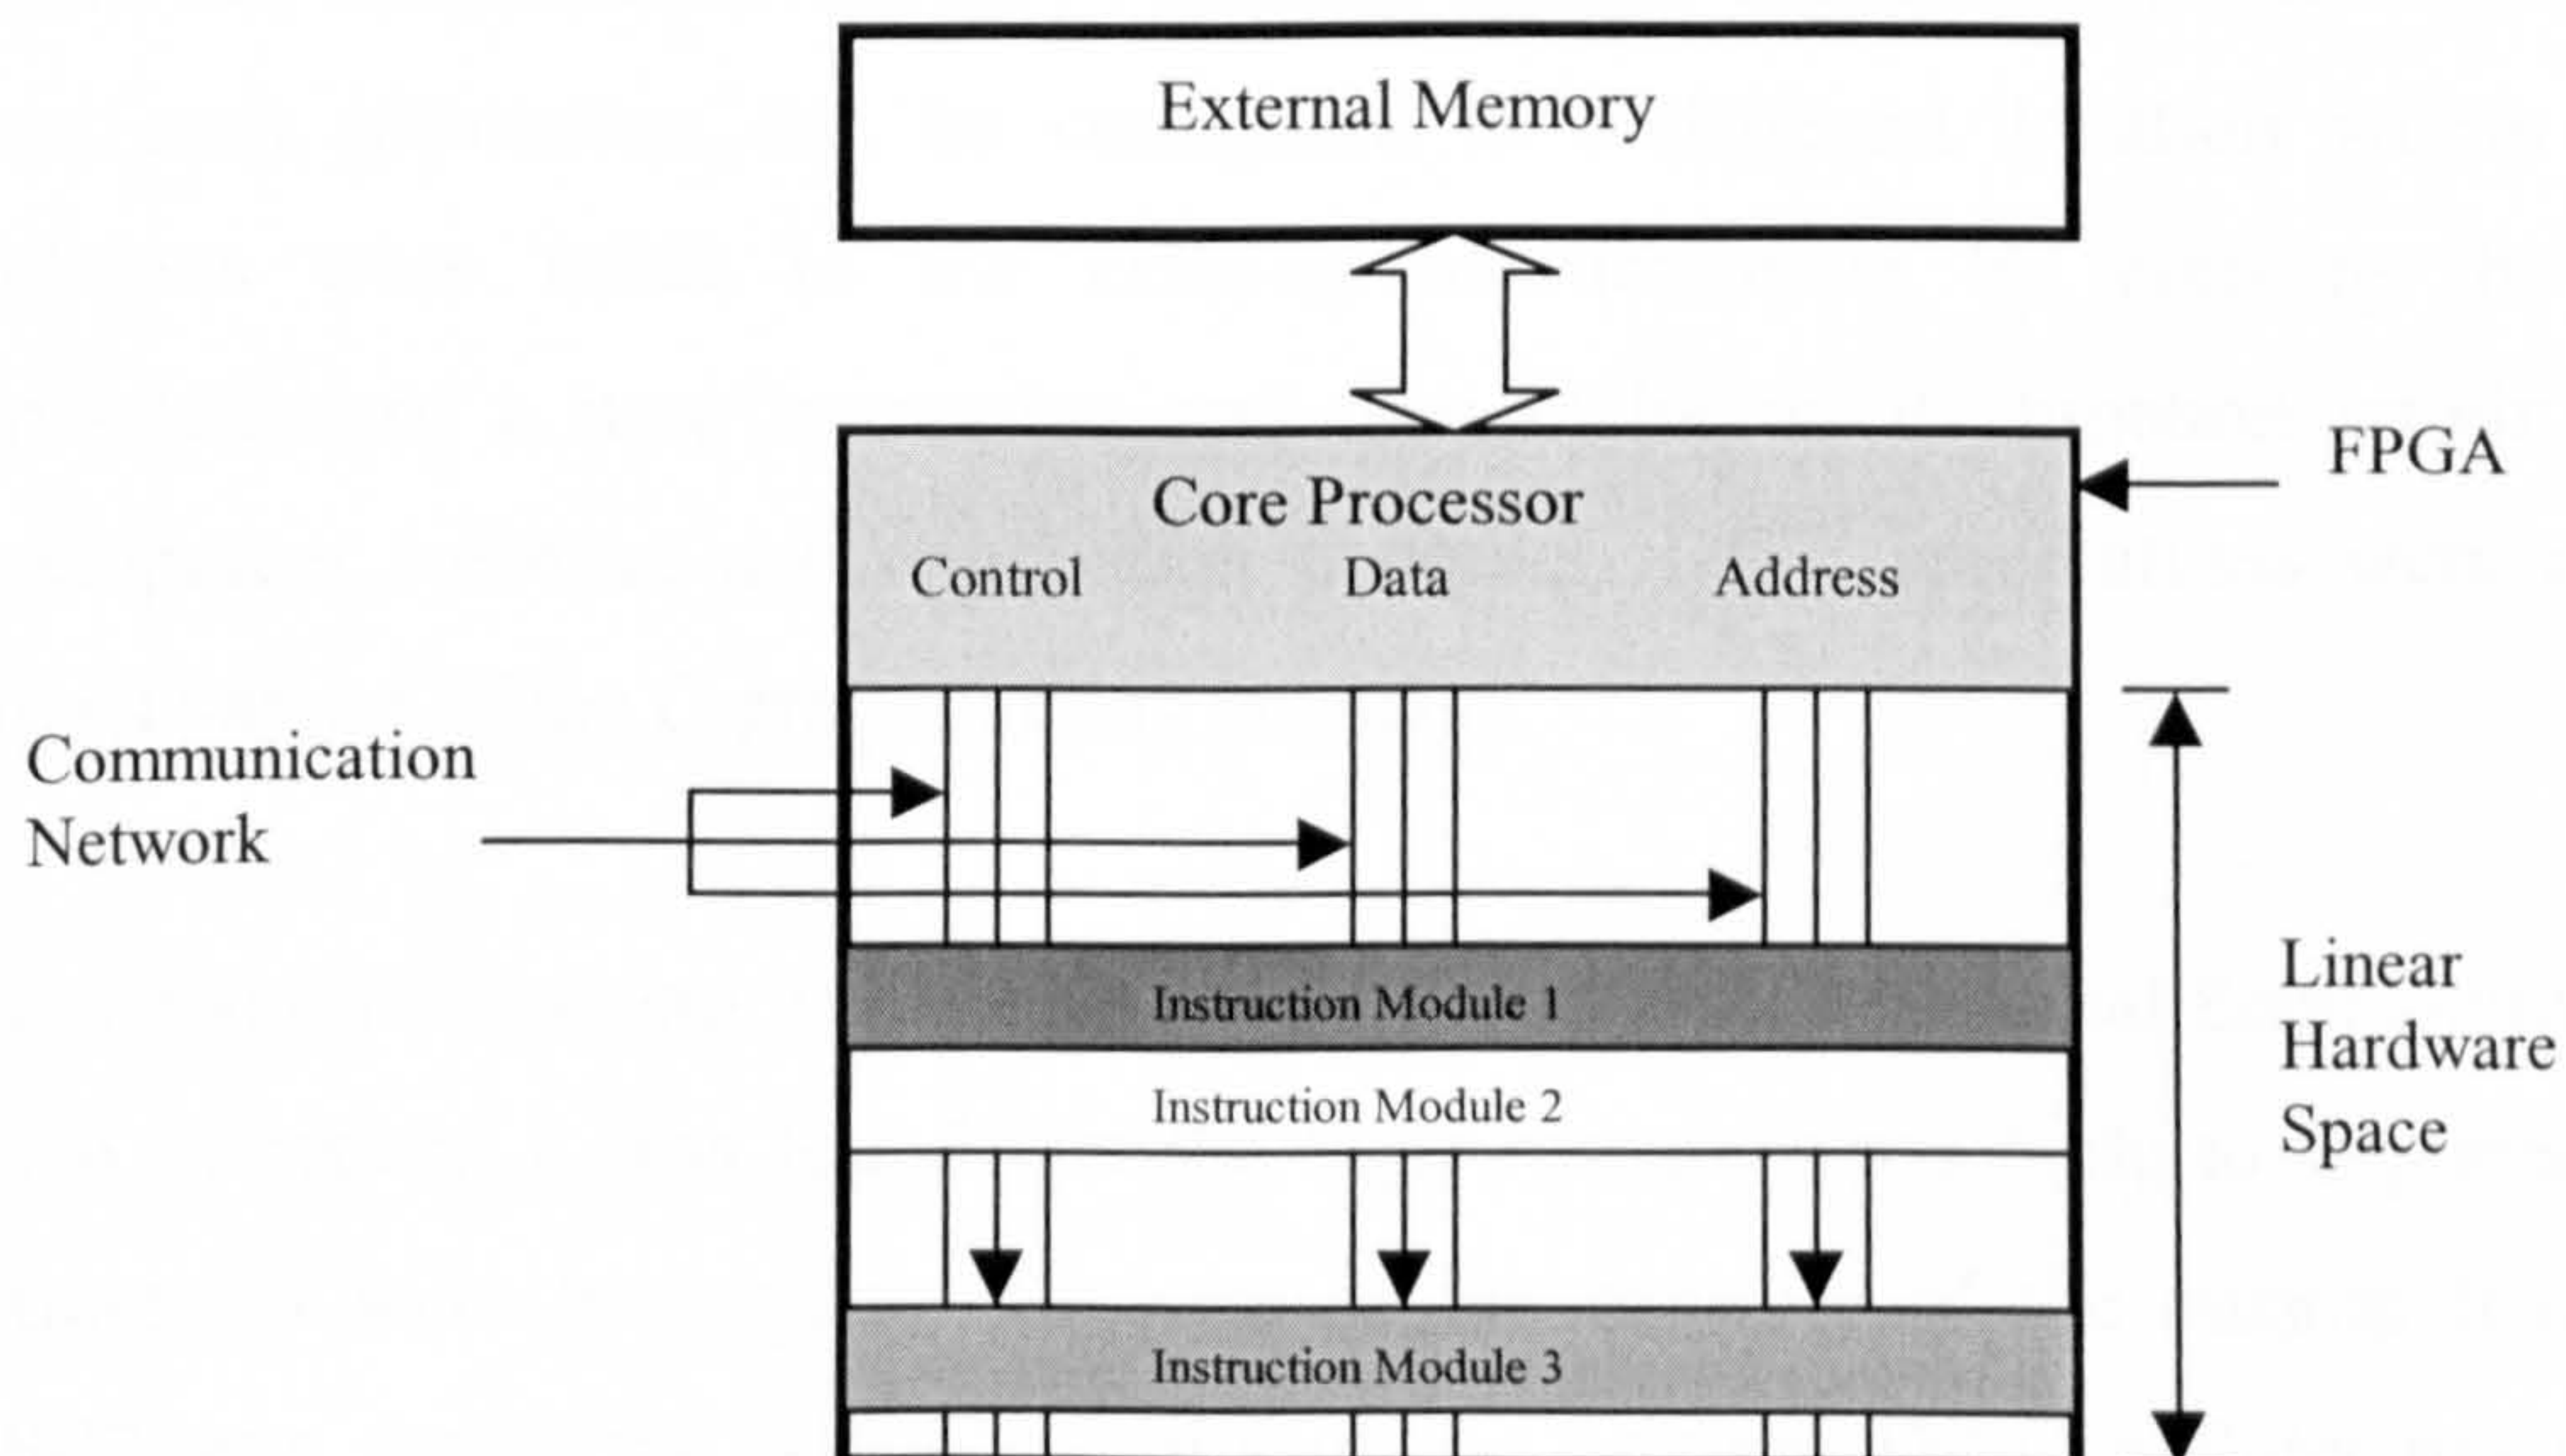 External Memory
FPGA
Core Processor
Control Data Address
Communication
Network
Linear
Hardware
Space
Instruction Module 1
Instruction Module 2
Instruction Module 3